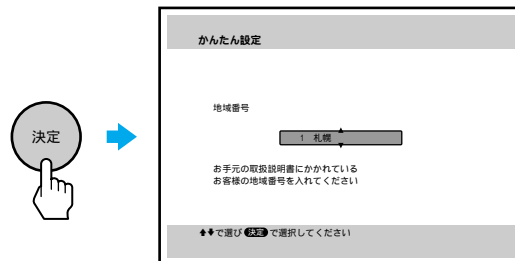 かんたん設定
地域番号
1 札幌
決定
お手元の取扱説明書にかかれている
お客様の地域番号を入れてください
♠♦で選び 決定 で選択してください